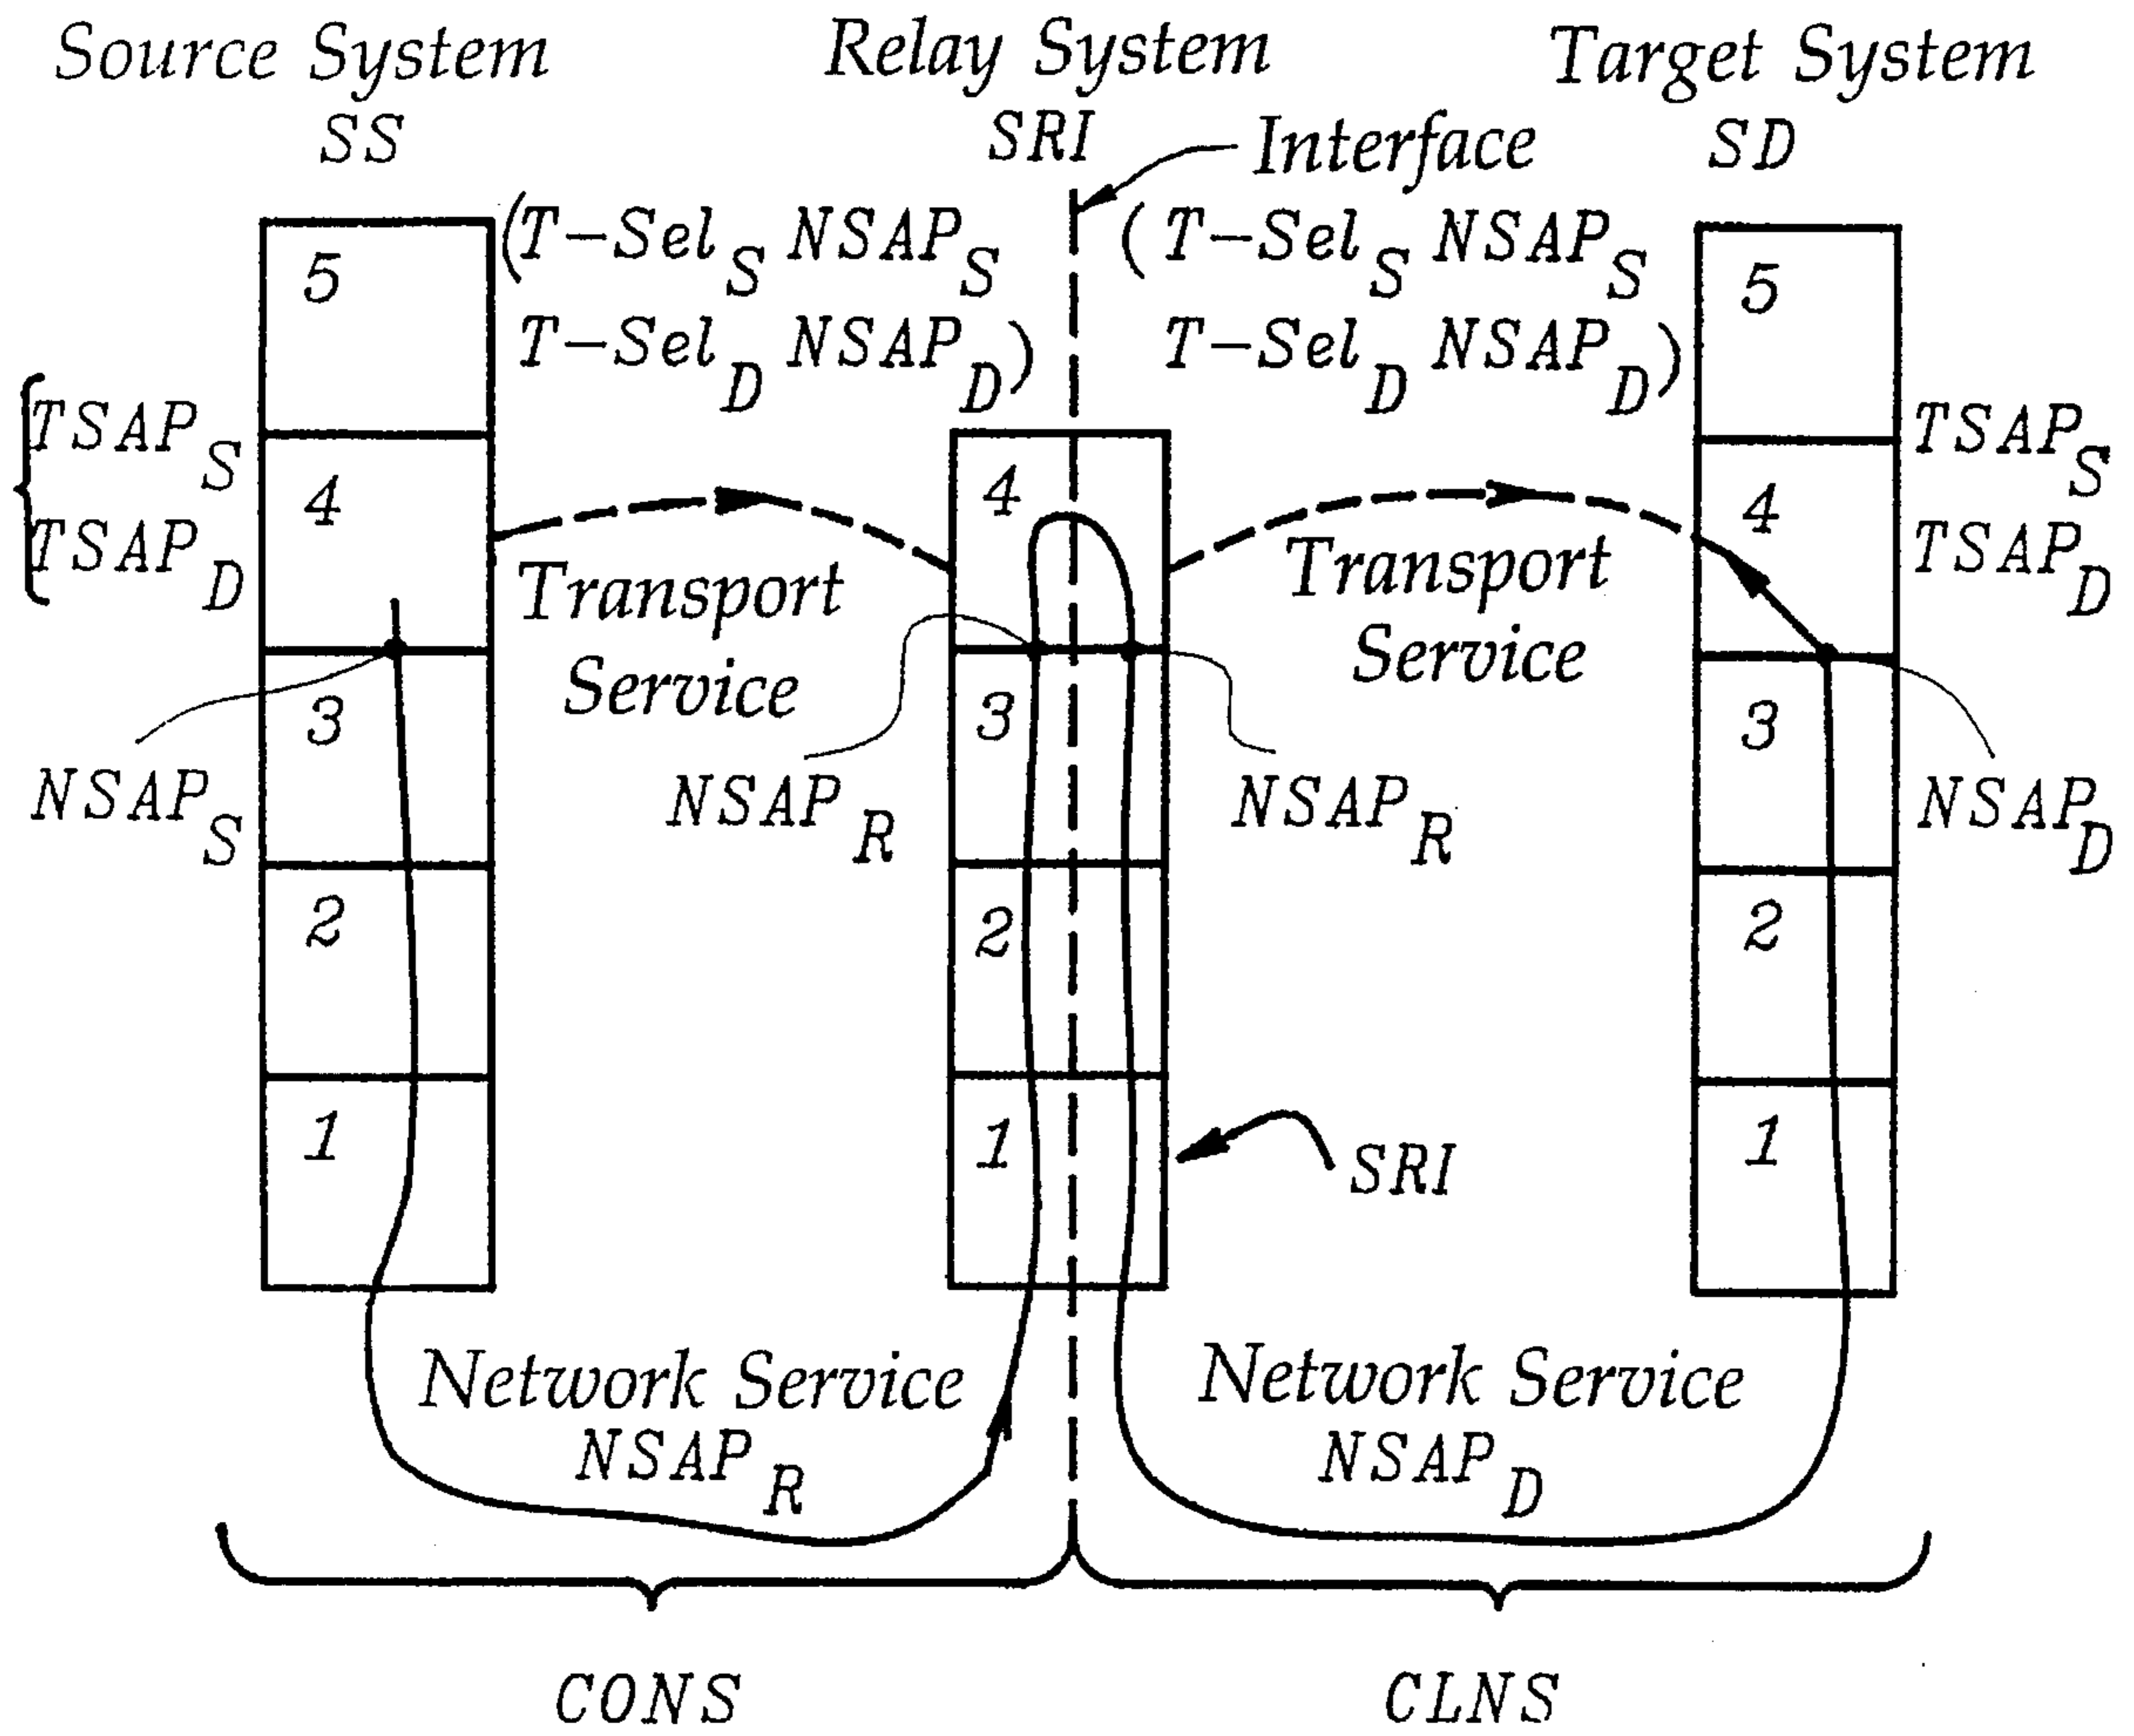 Source System
SS
Relay System
SRI
Interface
Target System
SD
(T-Sel_S NSAP_S
T-Sel_D NSAP_D)
(T-Sel_S NSAP_S
T-Sel_D NSAP_D)
5
4
3
2
1
TSAP_S
TSAP_D
NSAP_S
Transport
Service
4
3
2
1
NSAP_R
NSAP_R
Transport
Service
5
4
3
2
1
TSAP_S
TSAP_D
NSAP_D
SRI
Network Service
NSAP_R
Network Service
NSAP_D
CONS
CLNS